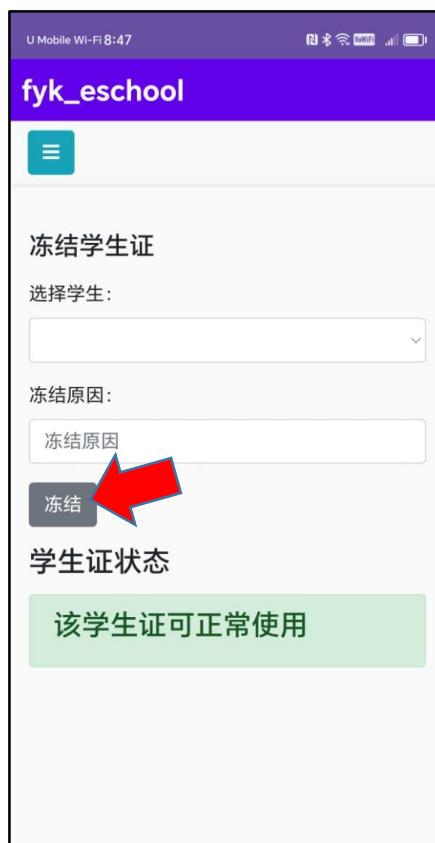 U Mobile Wi-Fi 8:47
VoWiFi
fyk_eschool
冻结学生证
选择学生:
冻结原因:
冻结原因
冻结
学生证状态
该学生证可正常使用